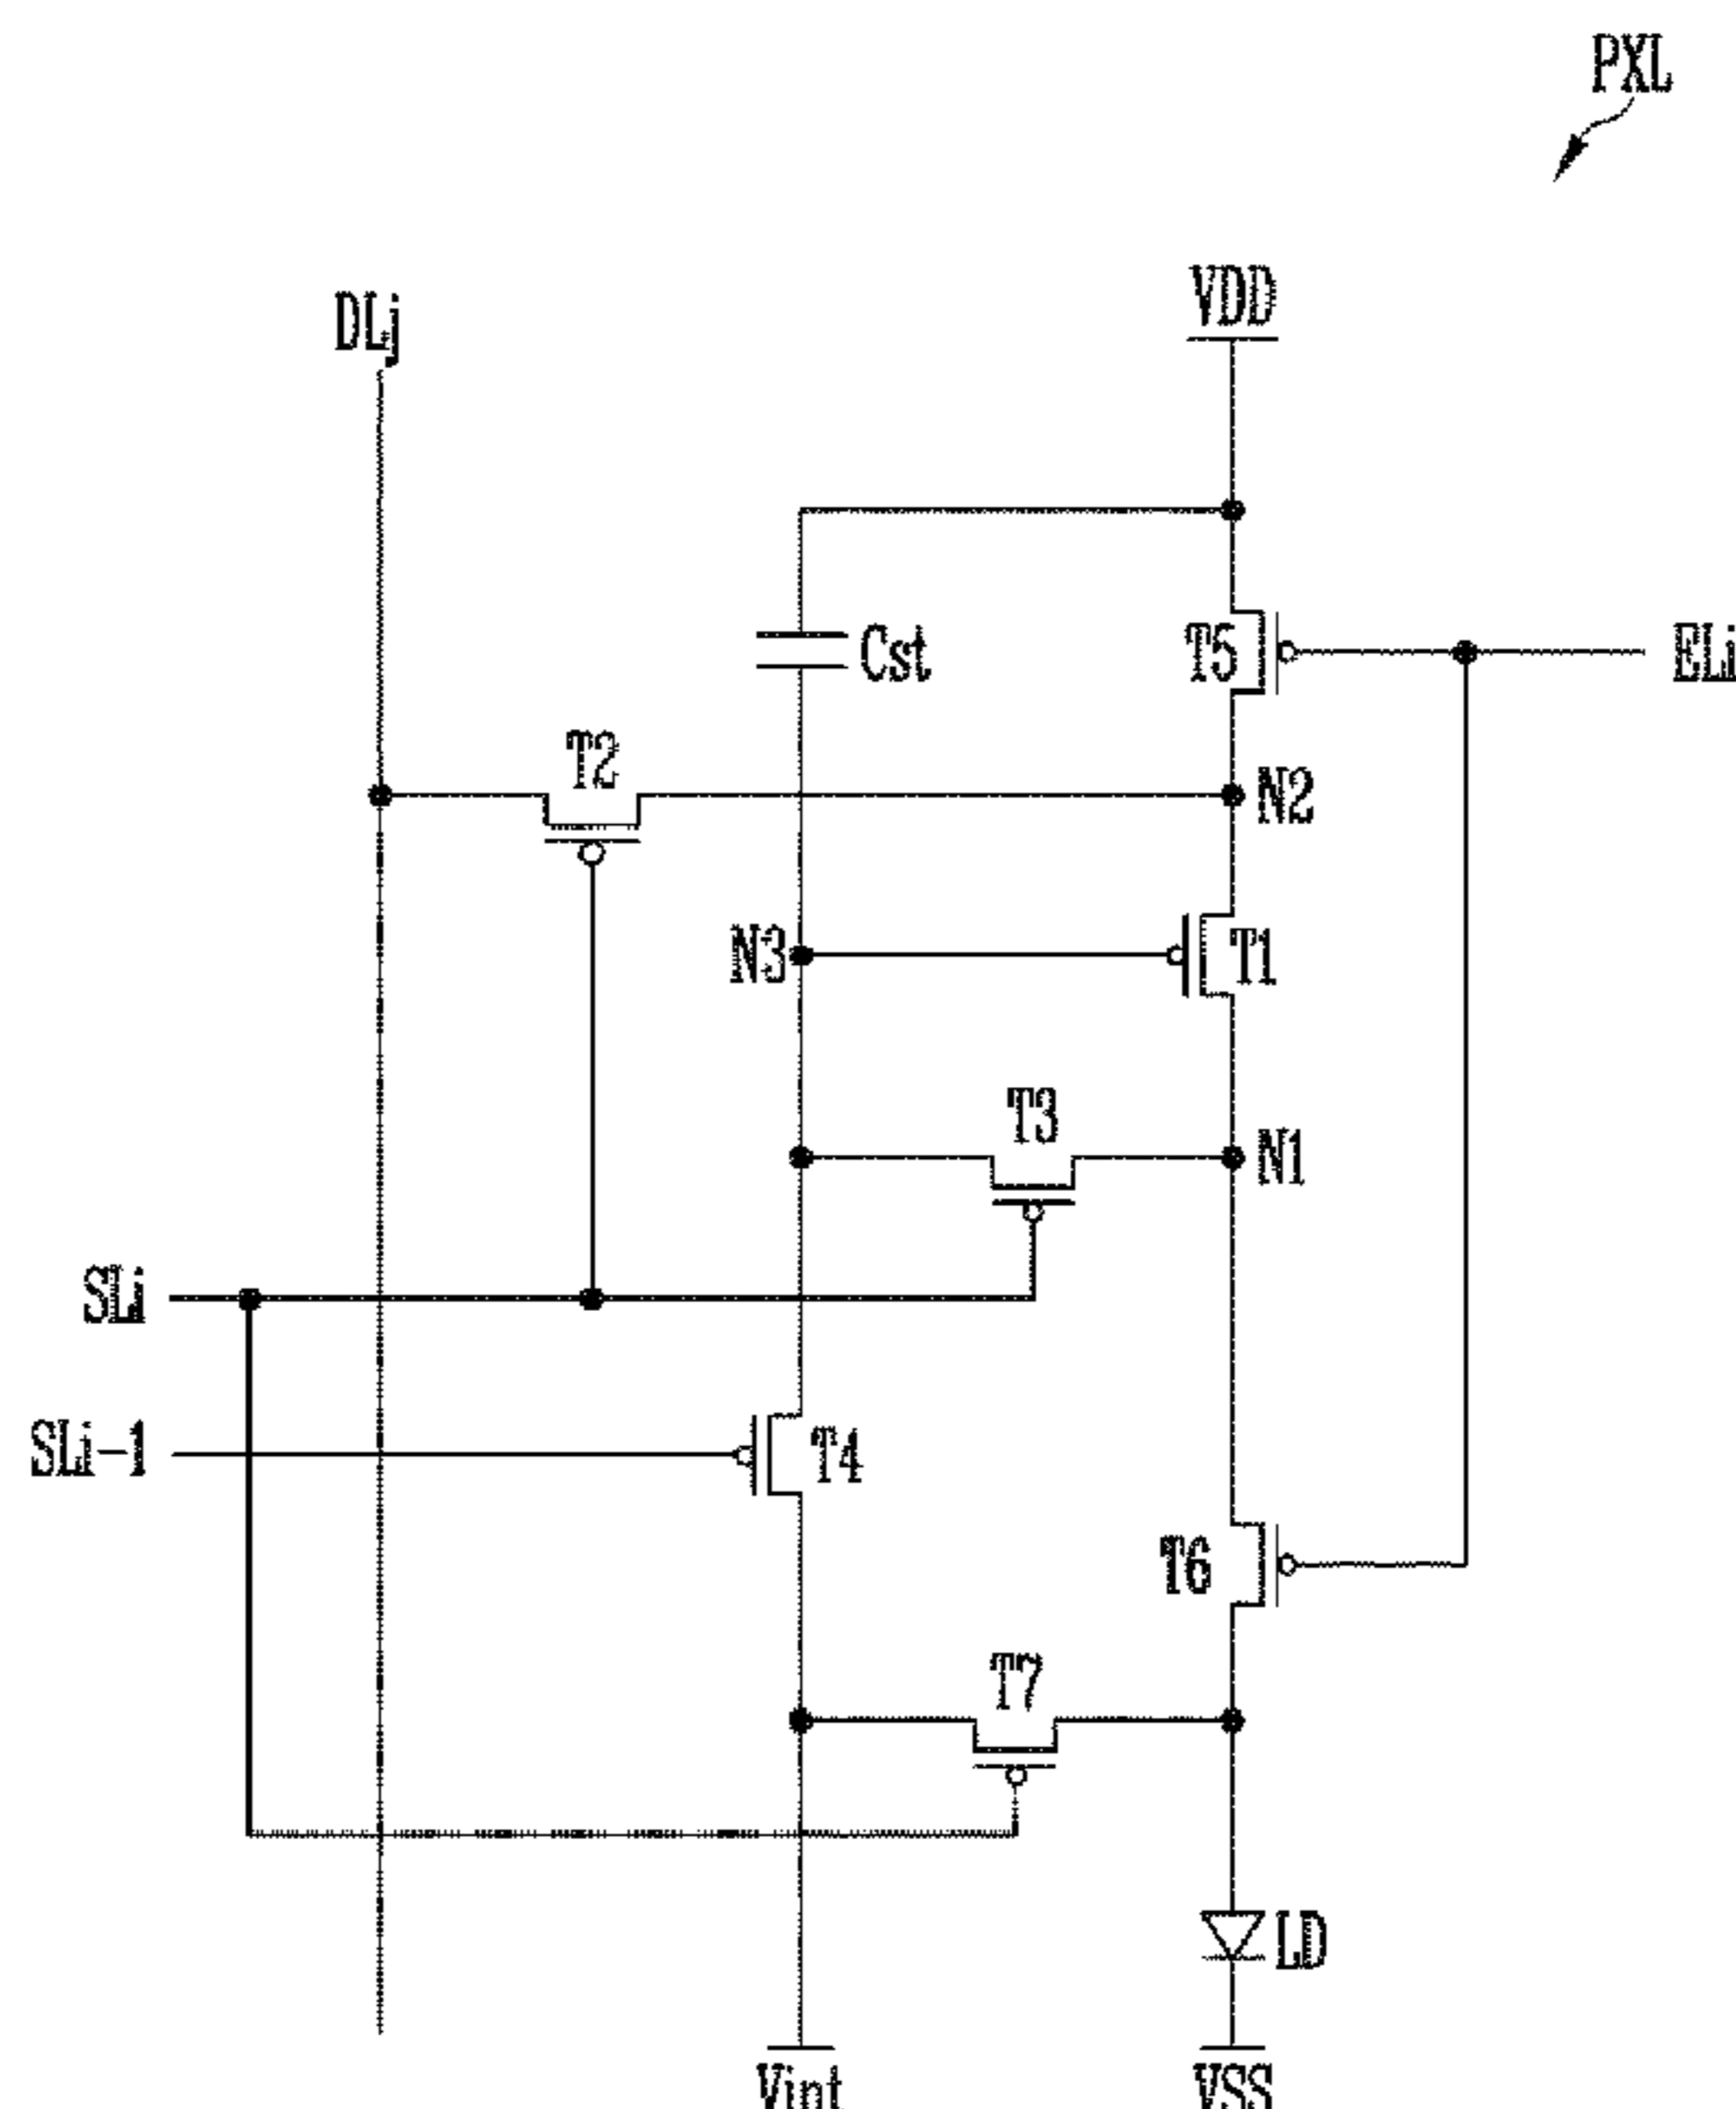 PXL
VDD
DLj
Cst
T5
ELi
T2
N2
N3
T1
T3
N1
SLi
SLi-1
T4
T6
T7
LD
Vint
VSS